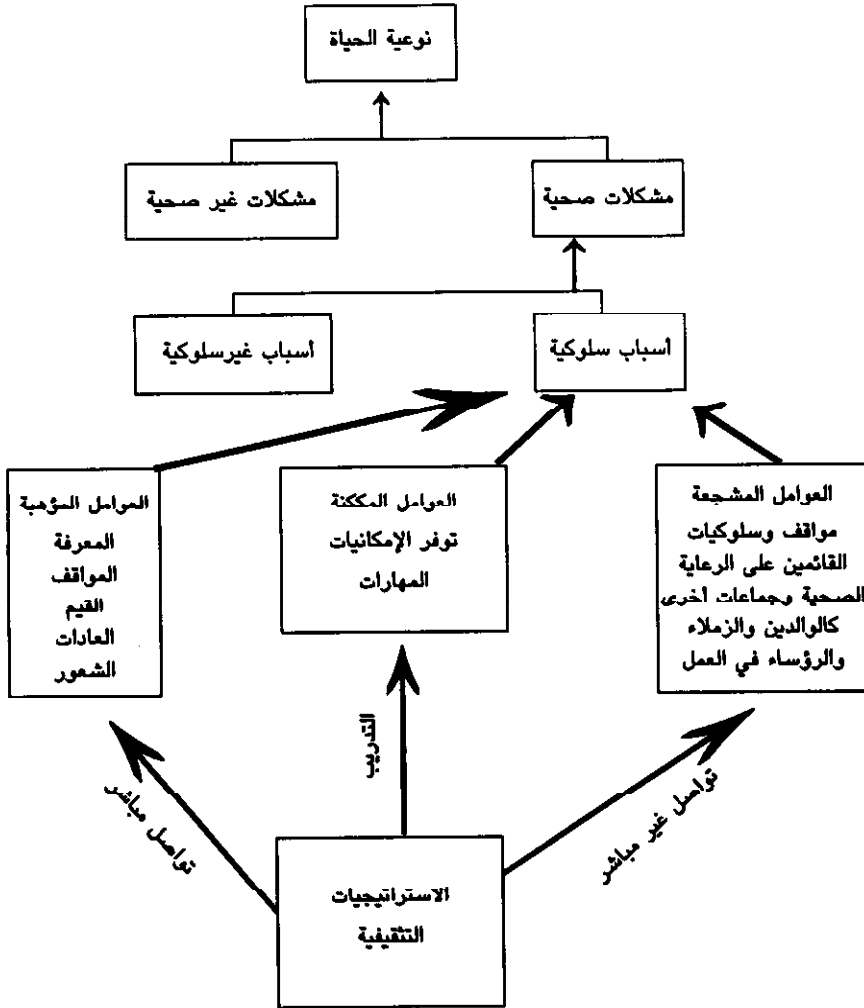 نوعية الحياة
مشكلات صحية
مشكلات غير صحية
أسباب سلوكية
أسباب غيرسلوكية
العوامل المشجعة
مواقف وسلوكيات
القائمين على الرعاية
الصحية وجماعات أخرى
كالوالدين والزملاء
والرؤساء في العمل
العوامل المككنة
توفر الإمكانيات
المهارات
العوامل المؤهبة
المعرفة
المواقف
القيم
العادات
الشعور
تواصل غير مباشر
التدريب
تواصل مباشر
الاستراتيجيات
التثقيفية